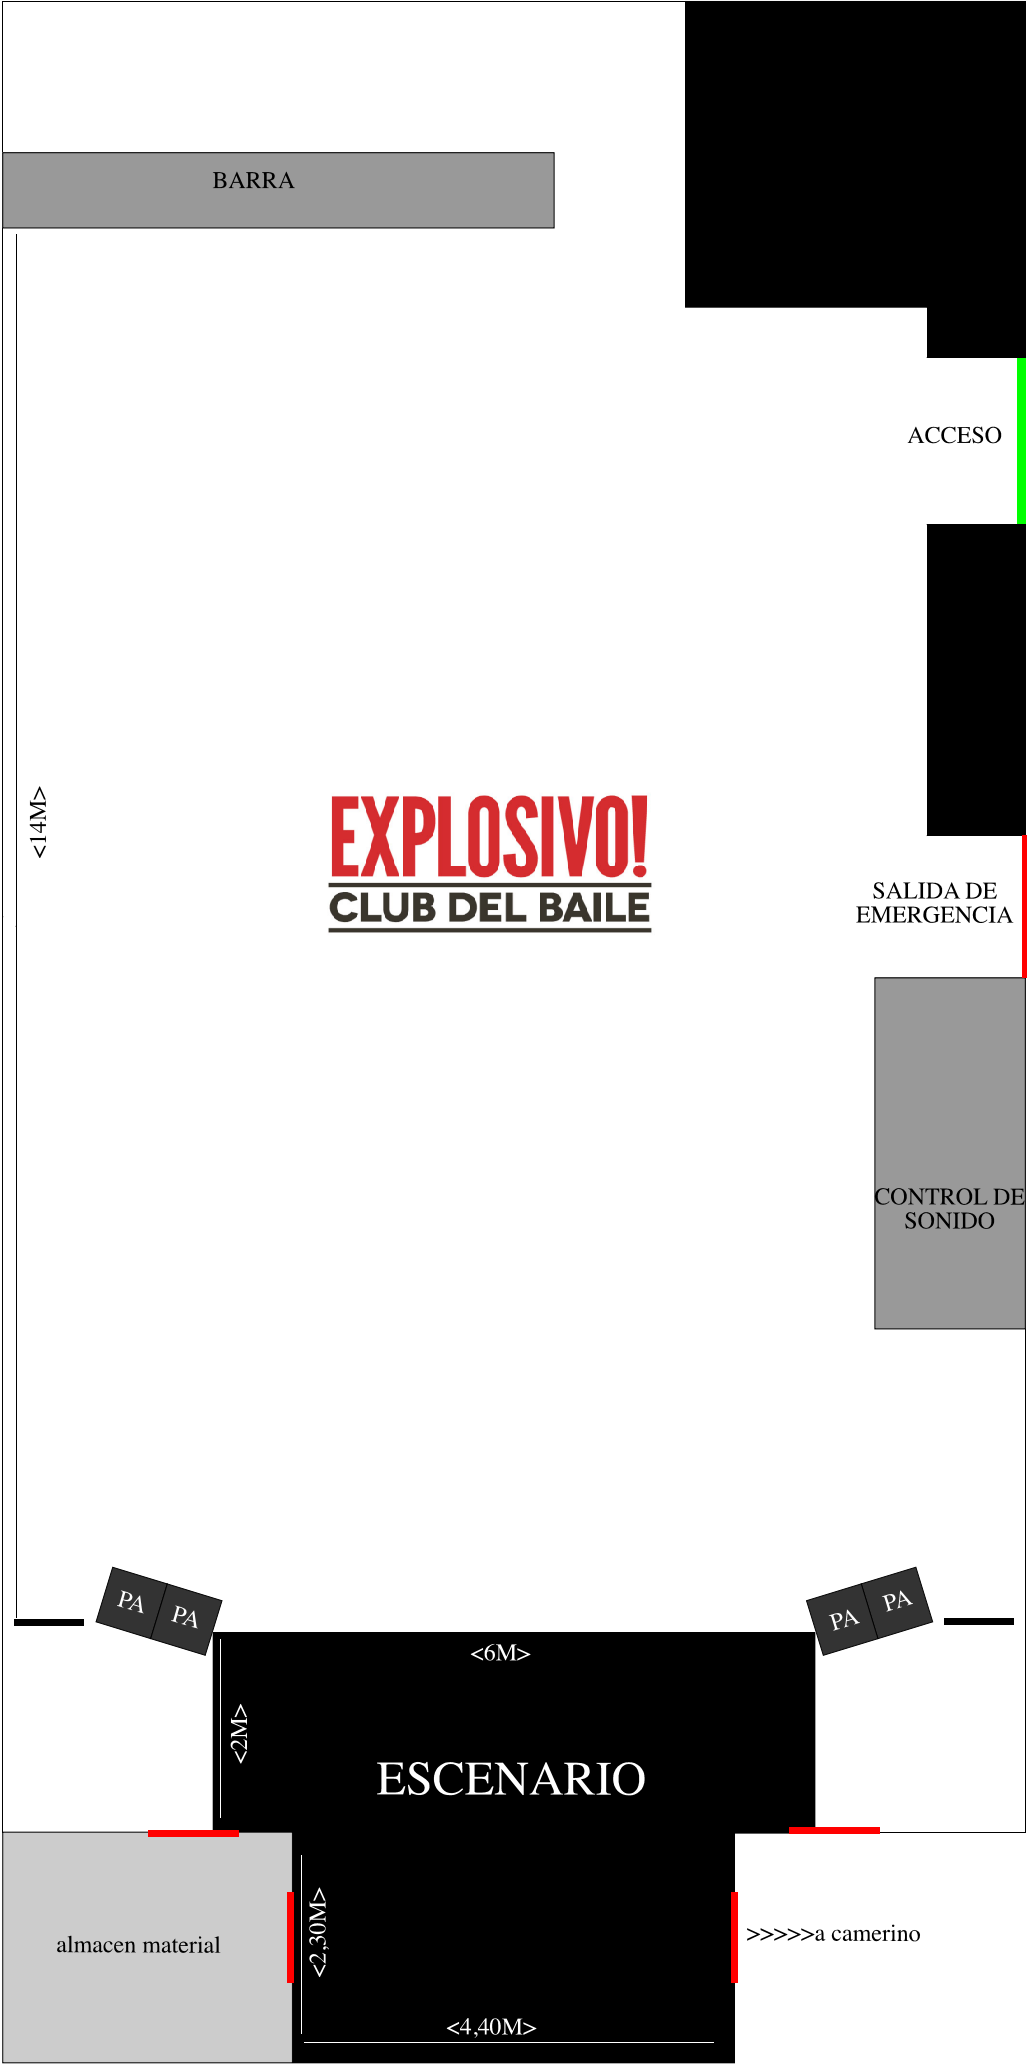 BARRA
ACCESO
<14M>
EXPLOSIVO!
CLUB DEL BAILE
SALIDA DE
EMERGENCIA
CONTROL DE
SONIDO
PA
PA
PA
PA
<6M>
<2M>
ESCENARIO
<2,30M>
almacen material
>>>>>a camerino
<4,40M>